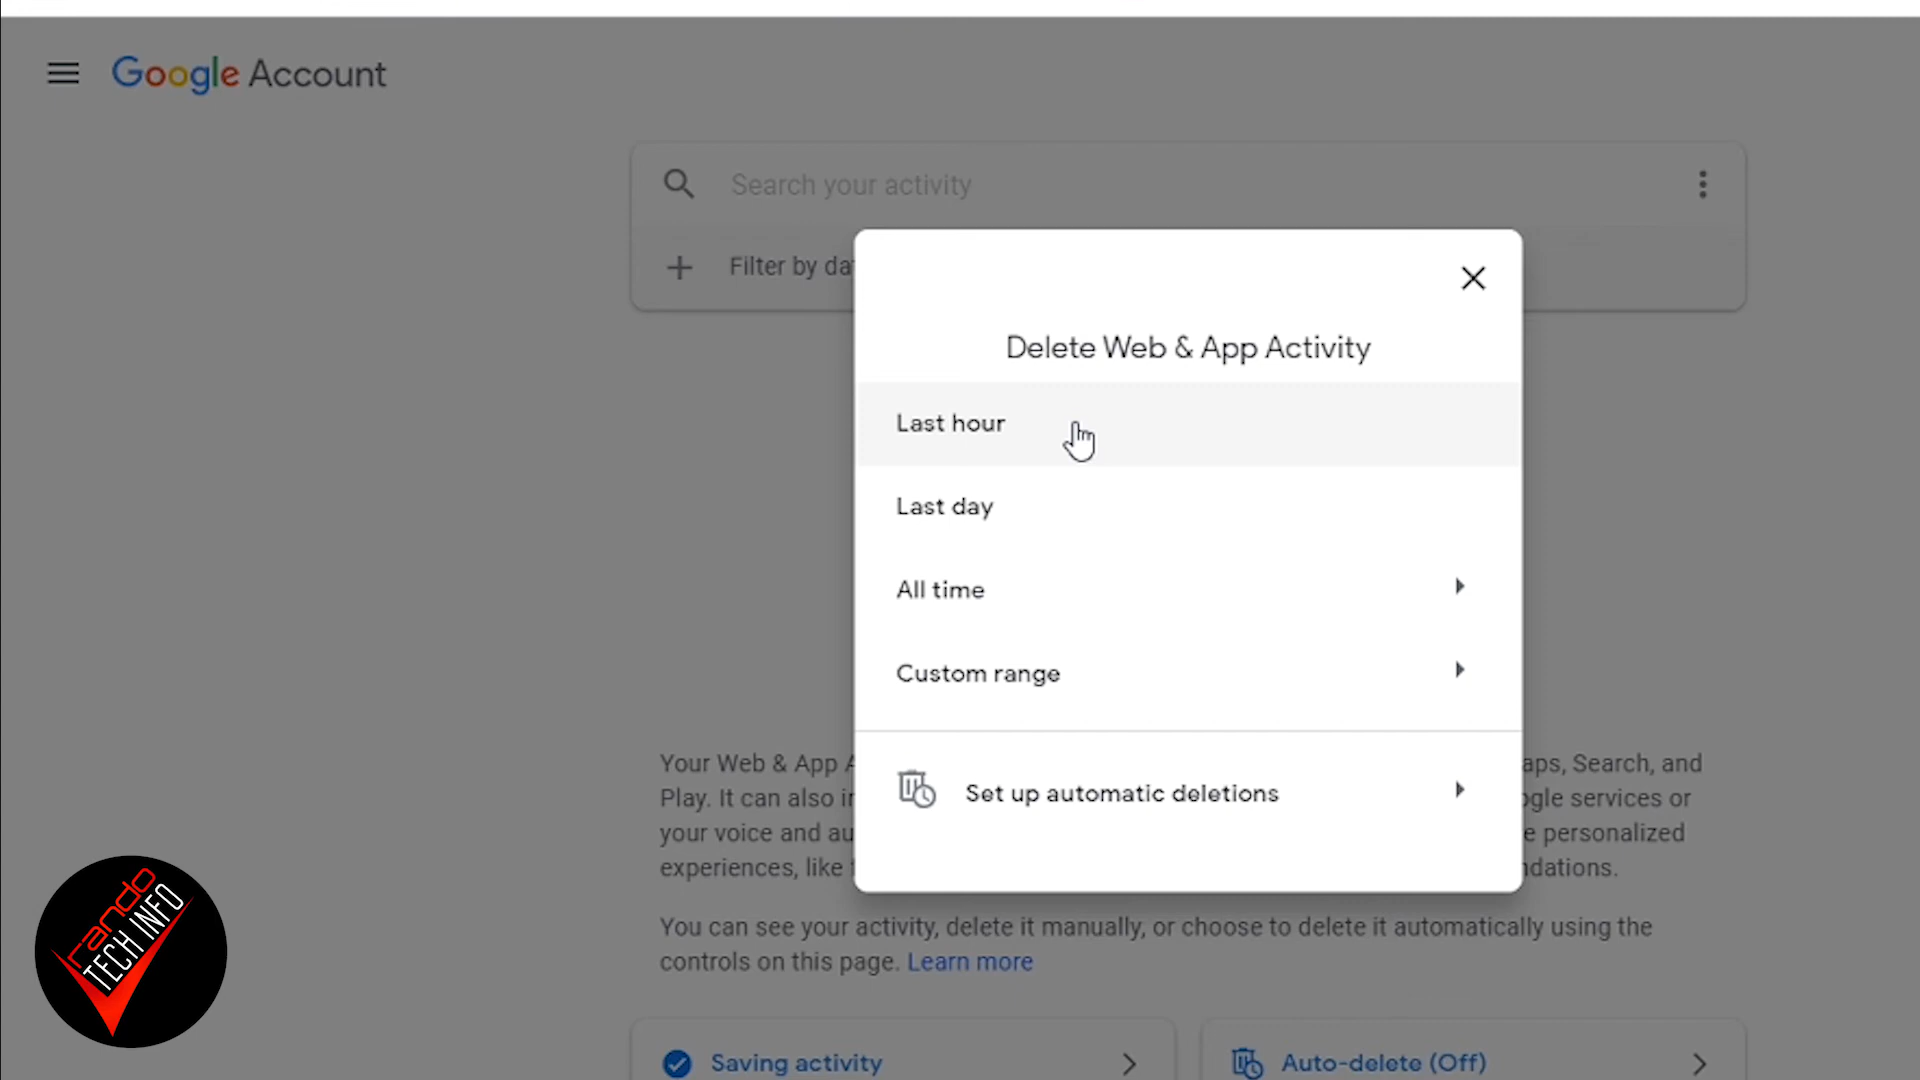 Google Account
Search your activity
Filter by da
Delete Web & App Activity
Last hour
Last day
All time
Custom range
Set up automatic deletions
Your Web & App A aps, Search, and
Play. It can also in ogle services or
your voice and au e personalized
experiences, like ndations.
You can see your activity, delete it manually, or choose to delete it automatically using the
controls on this page. Learn more
Saving activity
Auto-delete (Off)
rando
TECH INFO